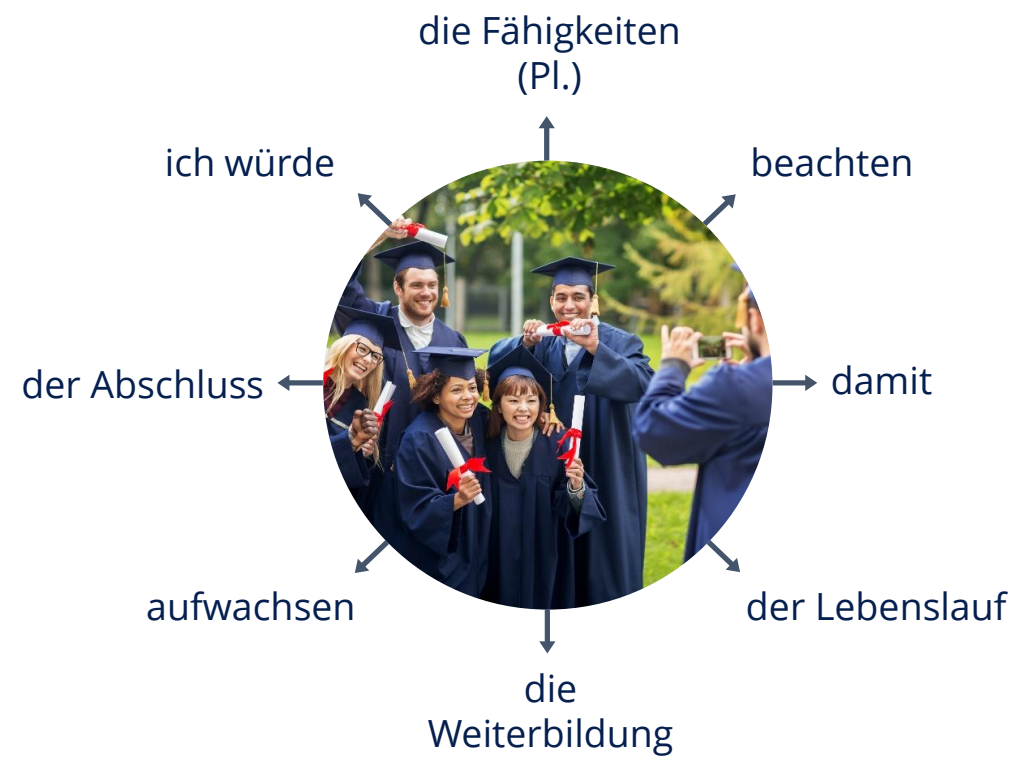 die Fähigkeiten
(Pl.)
ich würde
beachten
der Abschluss
damit
aufwachsen
der Lebenslauf
die
Weiterbildung